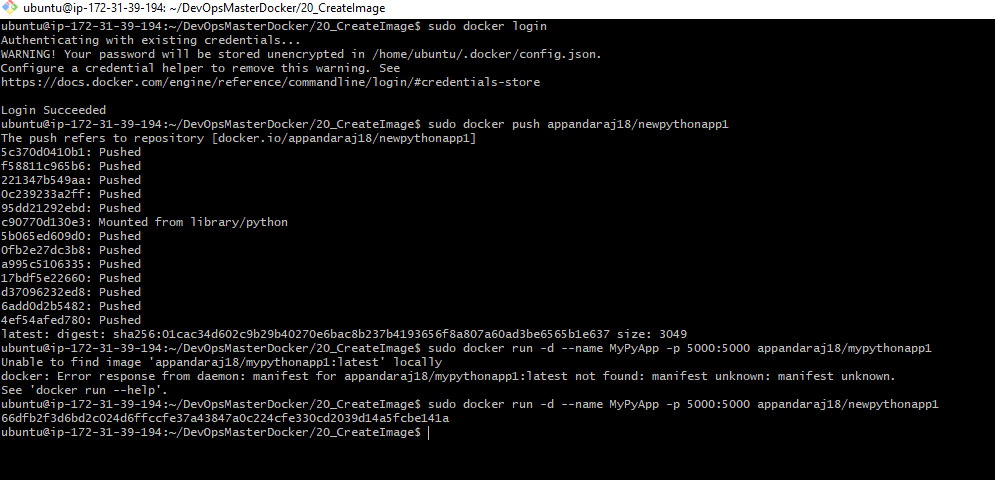 ubuntu@ip-172-31-39-194: ~/DevOpsMasterDocker/20_CreateImage
ubuntu@ip-172-31-39-194:~/DevOpsMasterDocker/20_CreateImage$ sudo docker login
Authenticating with existing credentials...
WARNING! Your password will be stored unencrypted in /home/ubuntu/.docker/config.json.
Configure a credential helper to remove this warning. See
https://docs.docker.com/engine/reference/commandline/login/#credentials-store
Login Succeeded
ubuntu@ip-172-31-39-194:~/DevOpsMasterDocker/20_CreateImage$ sudo docker push appandaraj18/newpythonapp1
The push refers to repository [docker.io/appandaraj18/newpythonapp1]
5c370d0410b1: Pushed
f58811c965b6: Pushed
221347b549aa: Pushed
0c239233a2ff: Pushed
95dd21292ebd: Pushed
c90770d130e3: Mounted from library/python
5b065ed609d0: Pushed
0fb2e27dc3b8: Pushed
a995c5106335: Pushed
17bdf5e22660: Pushed
d37096232ed8: Pushed
6add0d2b5482: Pushed
4ef54afed780: Pushed
latest: digest: sha256:01cac34d602c9b29b40270e6bac8b237b4193656f8a807a60ad3be6565b1e637 size: 3049
ubuntu@ip-172-31-39-194:~/DevOpsMasterDocker/20_CreateImage$ sudo docker run -d --name MyPyApp -p 5000:5000 appandaraj18/mypythonapp1
Unable to find image 'appandaraj18/mypythonapp1:latest' locally
docker: Error response from daemon: manifest for appandaraj18/mypythonapp1:latest not found: manifest unknown: manifest unknown.
See 'docker run --help'.
ubuntu@ip-172-31-39-194:~/DevOpsMasterDocker/20_CreateImage$ sudo docker run -d --name MyPyApp -p 5000:5000 appandaraj18/newpythonapp1
66dfb2f3d6bd2c024d6ffccfe37a43847a0c224cfe330cd2039d14a5fcbe141a
ubuntu@ip-172-31-39-194:~/DevOpsMasterDocker/20_CreateImage$